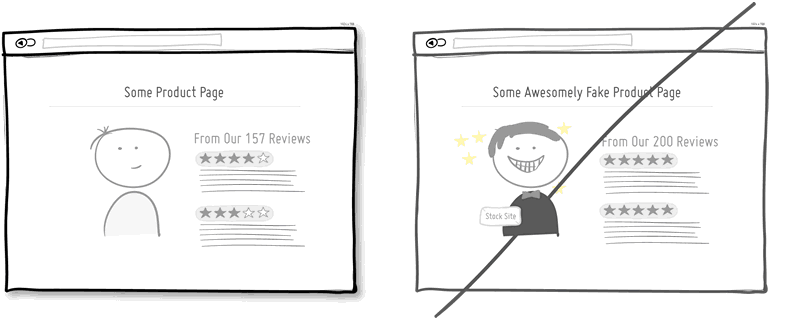 Some Product Page
From Our 157 Reviews
Some Awesomely Fake Product Page
From Our 200 Reviews
Stock Site